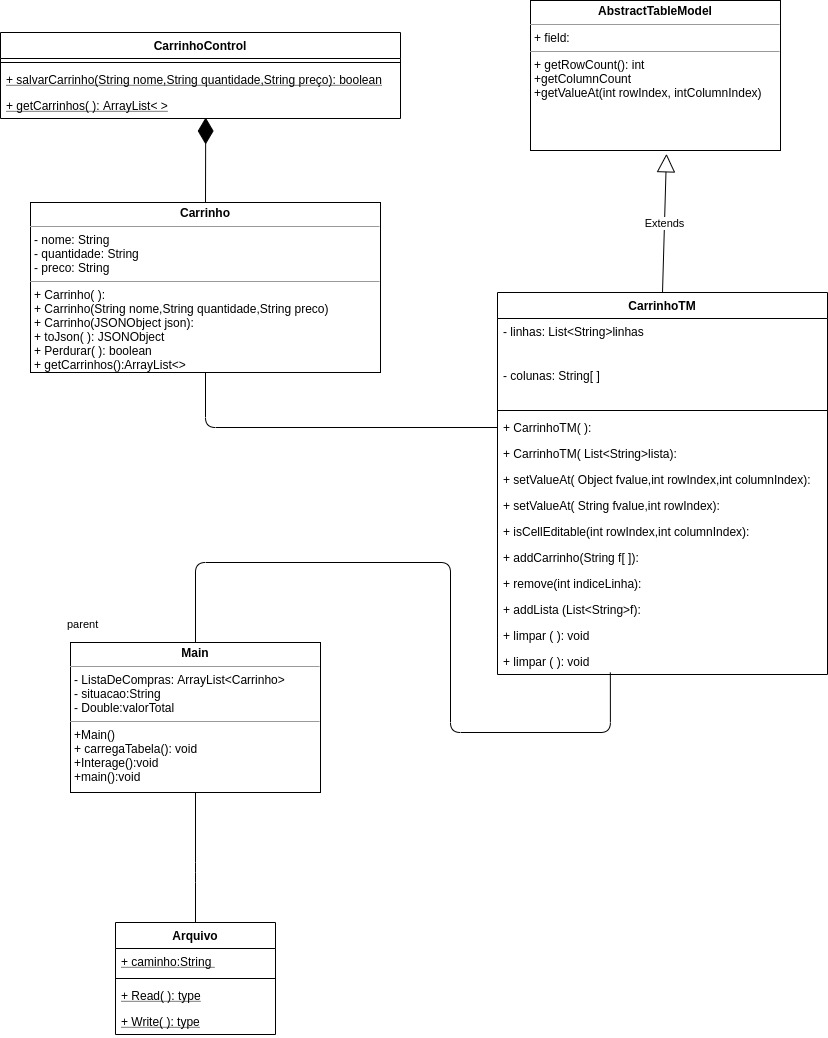 CarrinhoControl
+ salvarCarrinho(String nome,String quantidade,String preço): boolean
+ getCarrinhos( ): ArrayList< >
AbstractTableModel
+ field:
+ getRowCount(): int
+getColumnCount
+getValueAt(int rowIndex, intColumnIndex)
Carrinho
- nome: String
- quantidade: String
- preco: String
+ Carrinho( ):
+ Carrinho(String nome,String quantidade,String preco)
+ Carrinho(JSONObject json):
+ toJson( ): JSONObject
+ Perdurar( ): boolean
+ getCarrinhos():ArrayList<>
Extends
CarrinhoTM
- linhas: List<String>linhas
- colunas: String[ ]
+ CarrinhoTM( ):
+ CarrinhoTM( List<String>lista):
+ setValueAt( Object fvalue,int rowIndex,int columnIndex):
+ setValueAt( String fvalue,int rowIndex):
+ isCellEditable(int rowIndex,int columnIndex):
+ addCarrinho(String f[ ]):
+ remove(int indiceLinha):
+ addLista (List<String>f):
+ limpar ( ): void
+ limpar ( ): void
parent
Main
- ListaDeCompras: ArrayList<Carrinho>
- situacao:String
- Double:valorTotal
+Main()
+ carregaTabela(): void
+Interage():void
+main():void
Arquivo
+ caminho:String
+ Read( ): type
+ Write( ): type